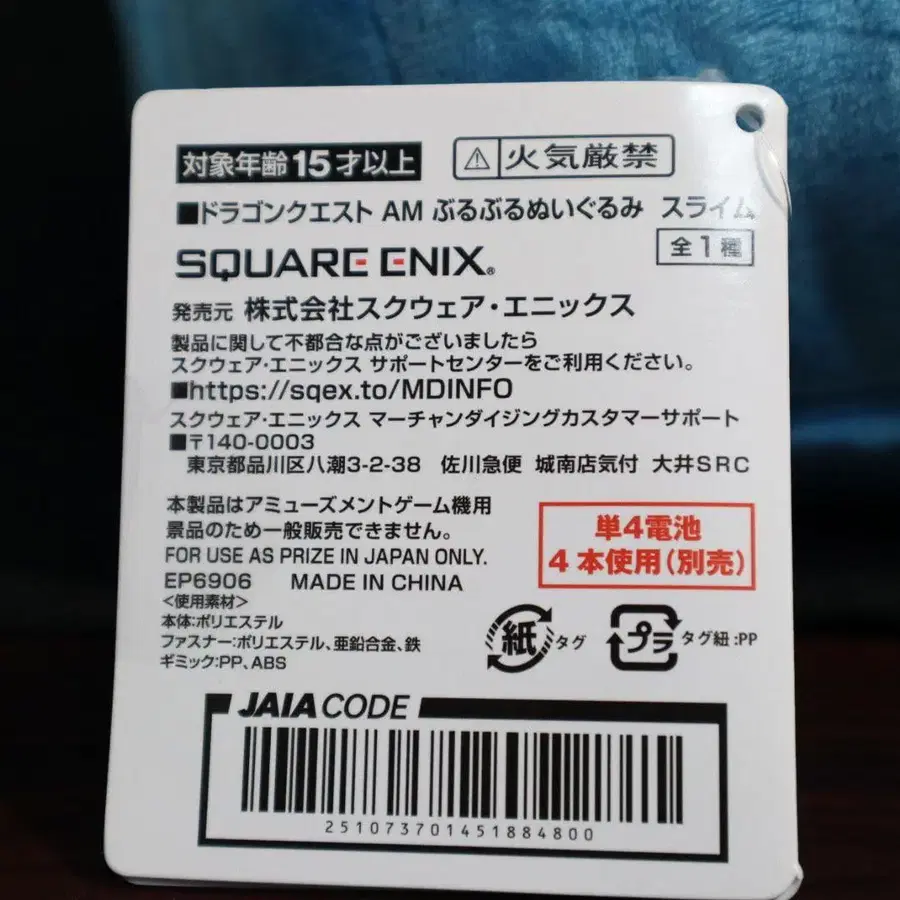 対象年齢15才以上
⚠火気厳禁
■ドラゴンクエスト AM ぶるぶるぬいぐるみ スライム
全1種
SQUARE ENIX®
発売元 株式会社スクウェア・エニックス
製品に関して不都合な点がございましたら
スクウェア・エニックス サポートセンターをご利用ください。
■https://sqex.to/MDINFO
スクウェア・エニックス マーチャンダイジングカスタマーサポート
■〒140-0003
東京都品川区八潮3-2-38 佐川急便 城南店気付 大井SRC
本製品はアミューズメントゲーム機用
景品のため一般販売できません。
FOR USE AS PRIZE IN JAPAN ONLY.
EP6906 MADE IN CHINA
単4電池
4本使用(別売)
<使用素材>
本体:ポリエステル
ファスナー:ポリエステル、亜鉛合金、鉄
ギミック:PP、ABS
紙 タグ
プラ タグ紐:PP
JAIA CODE
251073701451884800